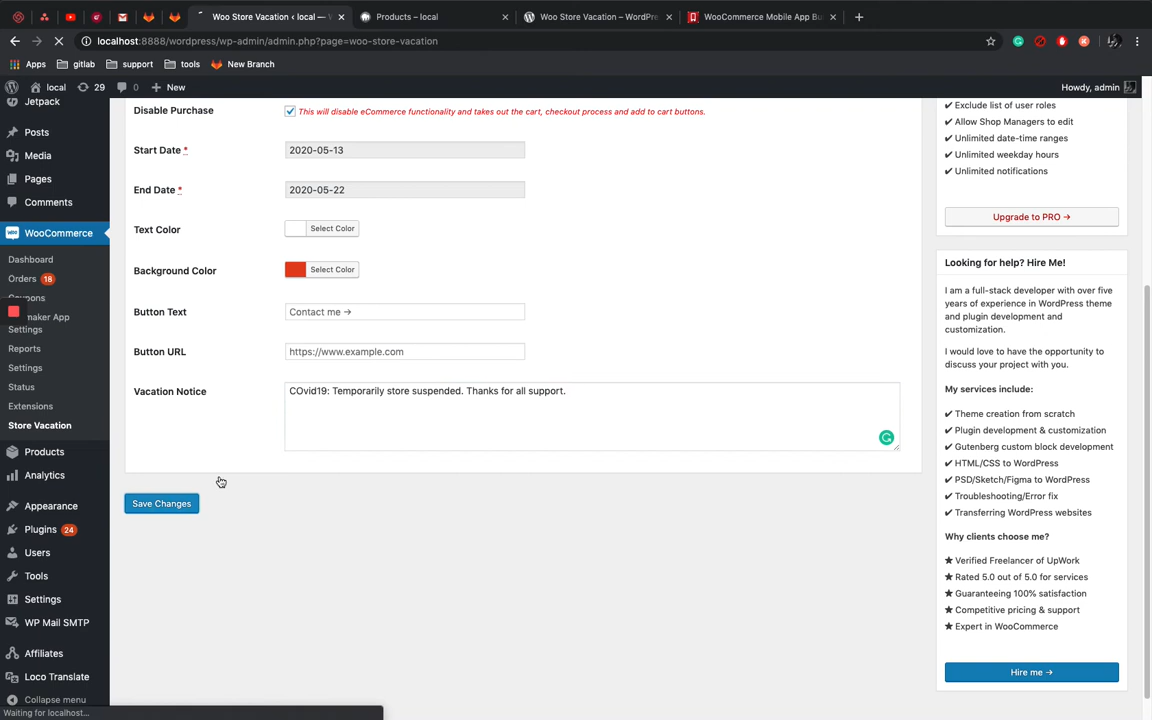 Woo Store Vacation < local — W
Products – local
Woo Store Vacation – WordPre
WooCommerce Mobile App Bu
localhost:8888/wordpress/wp-admin/admin.php?page=woo-store-vacation
Apps
gitlab
support
tools
New Branch
local
29
0
New
Howdy, admin
Jetpack
Posts
Media
Pages
Comments
WooCommerce
Dashboard
Orders 18
Coupons
maker App
Settings
Reports
Settings
Status
Extensions
Store Vacation
Products
Analytics
Appearance
Plugins 24
Users
Tools
Settings
WP Mail SMTP
Affiliates
Loco Translate
Collapse menu
Waiting for localhost...
Disable Purchase
This will disable eCommerce functionality and takes out the cart, checkout process and add to cart buttons.
Start Date *
2020-05-13
End Date *
2020-05-22
Text Color
Select Color
Background Color
Select Color
Button Text
Contact me →
Button URL
https://www.example.com
Vacation Notice
COvid19: Temporarily store suspended. Thanks for all support.
Save Changes
✔ Exclude list of user roles
✔ Allow Shop Managers to edit
✔ Unlimited date-time ranges
✔ Unlimited weekday hours
✔ Unlimited notifications
Upgrade to PRO →
Looking for help? Hire Me!
I am a full-stack developer with over five
years of experience in WordPress theme
and plugin development and
customization.
I would love to have the opportunity to
discuss your project with you.
My services include:
✔ Theme creation from scratch
✔ Plugin development & customization
✔ Gutenberg custom block development
✔ HTML/CSS to WordPress
✔ PSD/Sketch/Figma to WordPress
✔ Troubleshooting/Error fix
✔ Transferring WordPress websites
Why clients choose me?
★ Verified Freelancer of UpWork
★ Rated 5.0 out of 5.0 for services
★ Guaranteeing 100% satisfaction
★ Competitive pricing & support
★ Expert in WooCommerce
Hire me →